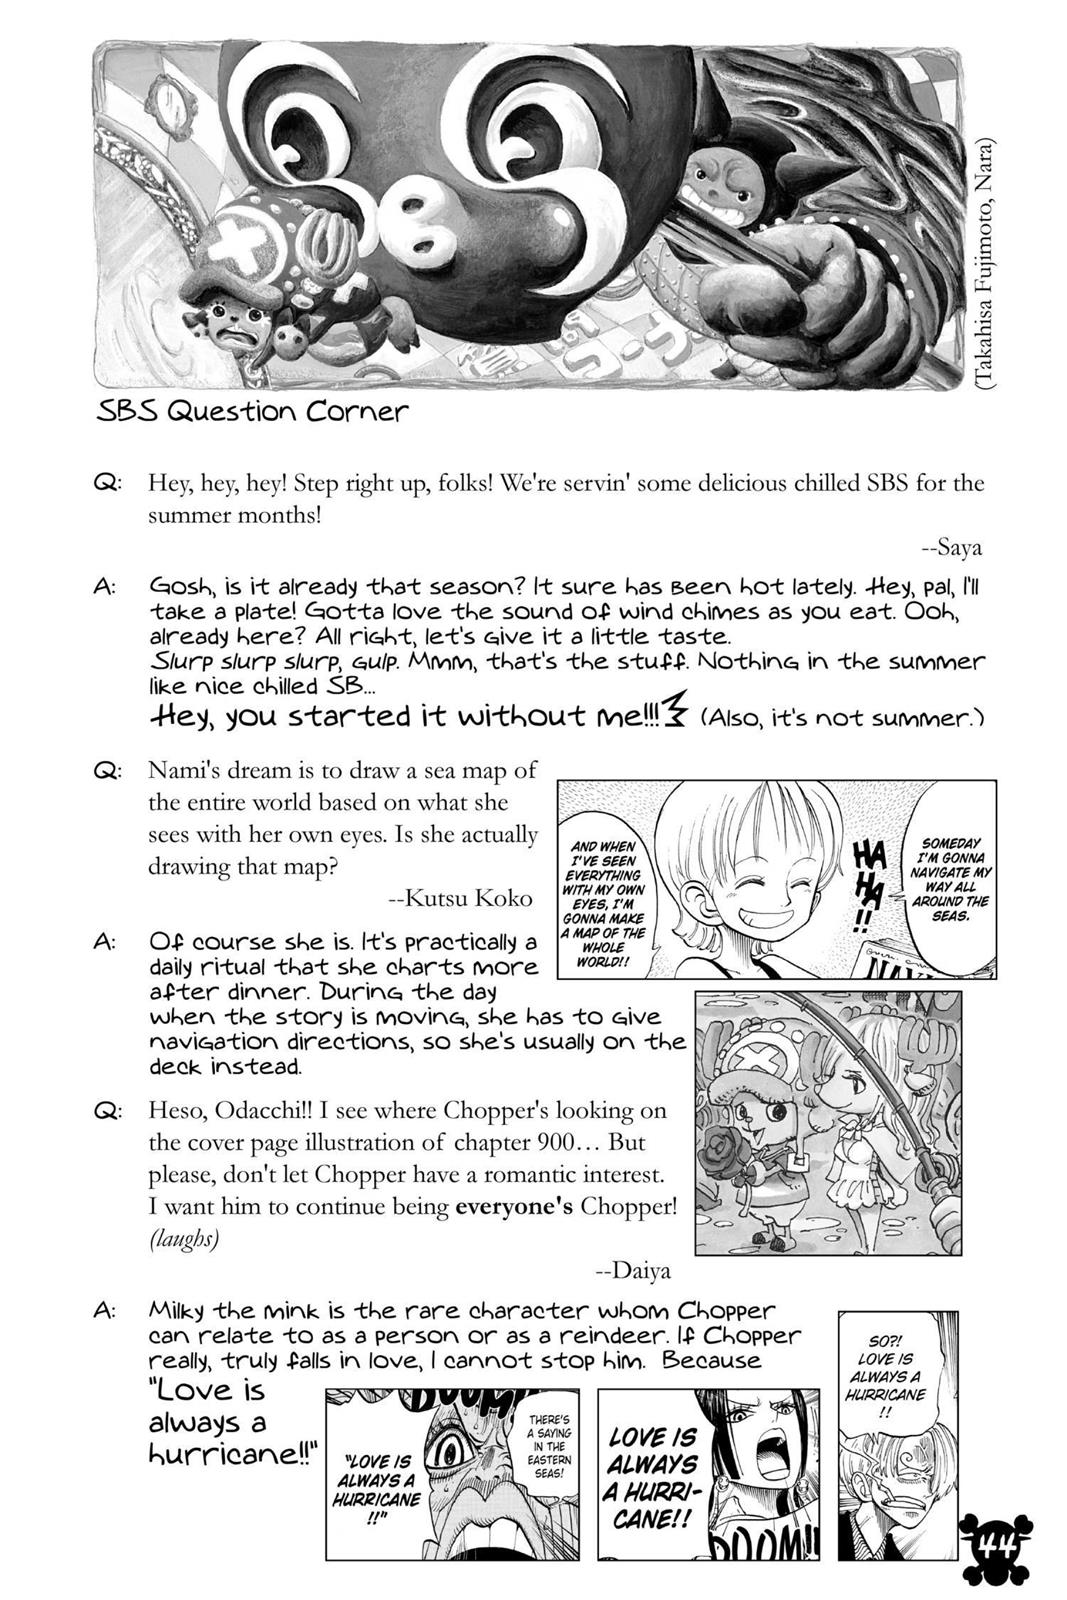 (Takahisa Fujimoto, Nara)
SBS Question Corner
Q: Hey, hey, hey! Step right up, folks! We're servin' some delicious chilled SBS for the
summer months!
--Saya
A: Gosh, is it already that season? It sure has been hot lately. Hey, pal, I'll
take a plate! Gotta love the sound of wind chimes as you eat. Ooh,
already here? All right, let's give it a little taste.
Slurp slurp slurp, gulp. Mmm, that's the stuff. Nothing in the summer
like nice chilled SB...
Hey, you started it without me!!! (Also, it's not summer.)
Q: Nami's dream is to draw a sea map of
the entire world based on what she
sees with her own eyes. Is she actually
drawing that map?
--Kutsu Koko
SOMEDAY
I'M GONNA
NAVIGATE MY
WAY ALL
AROUND THE
SEAS.
HA
HA
!!
AND WHEN
I'VE SEEN
EVERYTHING
WITH MY OWN
EYES, I'M
GONNA MAKE
A MAP OF THE
WHOLE
WORLD!!
A: Of course she is. It's practically a
daily ritual that she charts more
after dinner. During the day
when the story is moving, she has to give
navigation directions, so she's usually on the
deck instead.
Q: Heso, Odacchi!! I see where Chopper's looking on
the cover page illustration of chapter 900... But
please, don't let Chopper have a romantic interest.
I want him to continue being everyone's Chopper!
(laughs)
--Daiya
A: Milky the mink is the rare character whom Chopper
can relate to as a person or as a reindeer. If Chopper
really, truly falls in love, I cannot stop him. Because
"Love is
always a
hurricane!!"
SO?!
LOVE IS
ALWAYS A
HURRICANE
!!
LOVE IS
ALWAYS
A HURRI-
CANE!!
DOOM!!
DOOM!
THERE'S
A SAYING
IN THE
EASTERN
SEAS!
"LOVE IS
ALWAYS A
HURRICANE
!!"
44